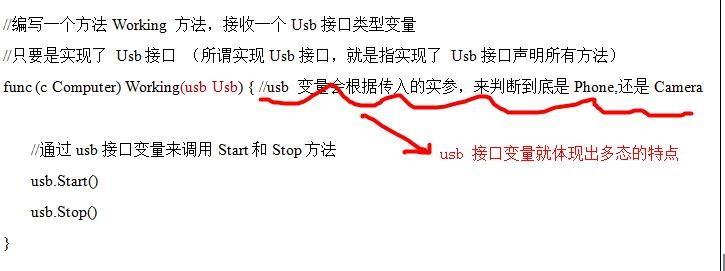 //编写一个方法 Working 方法，接收一个 Usb 接口类型变量
//只要是实现了 Usb 接口 （所谓实现 Usb 接口，就是指实现了 Usb 接口声明所有方法）
func (c Computer) Working(usb Usb) { //usb 变量会根据传入的实参，来判断到底是 Phone,还是 Camera
usb 接口变量就体现出多态的特点
//通过 usb 接口变量来调用 Start 和 Stop 方法
usb.Start()
usb.Stop()
}